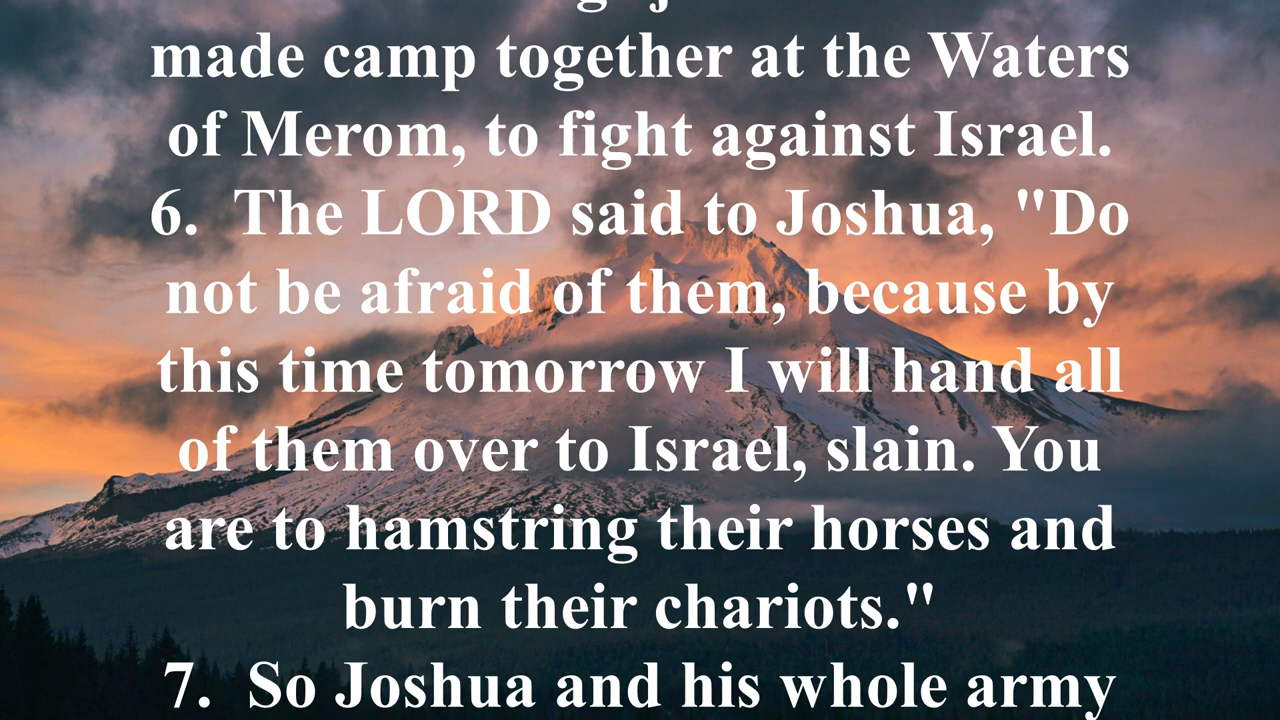 made camp together at the Waters
of Merom, to fight against Israel.
6.  The LORD said to Joshua, "Do
not be afraid of them, because by
this time tomorrow I will hand all
of them over to Israel, slain. You
are to hamstring their horses and
burn their chariots."
7.  So Joshua and his whole army